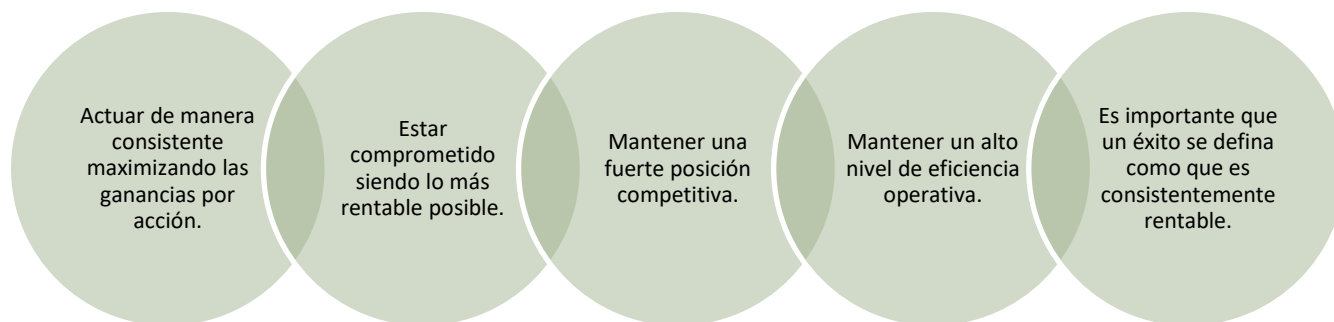 Actuar de manera
consistente
maximizando las
ganancias por
acción.
Estar
comprometido
siendo lo más
rentable posible.
Mantener una
fuerte posición
competitiva.
Mantener un alto
nivel de eficiencia
operativa.
Es importante que
un éxito se defina
como que es
consistentemente
rentable.